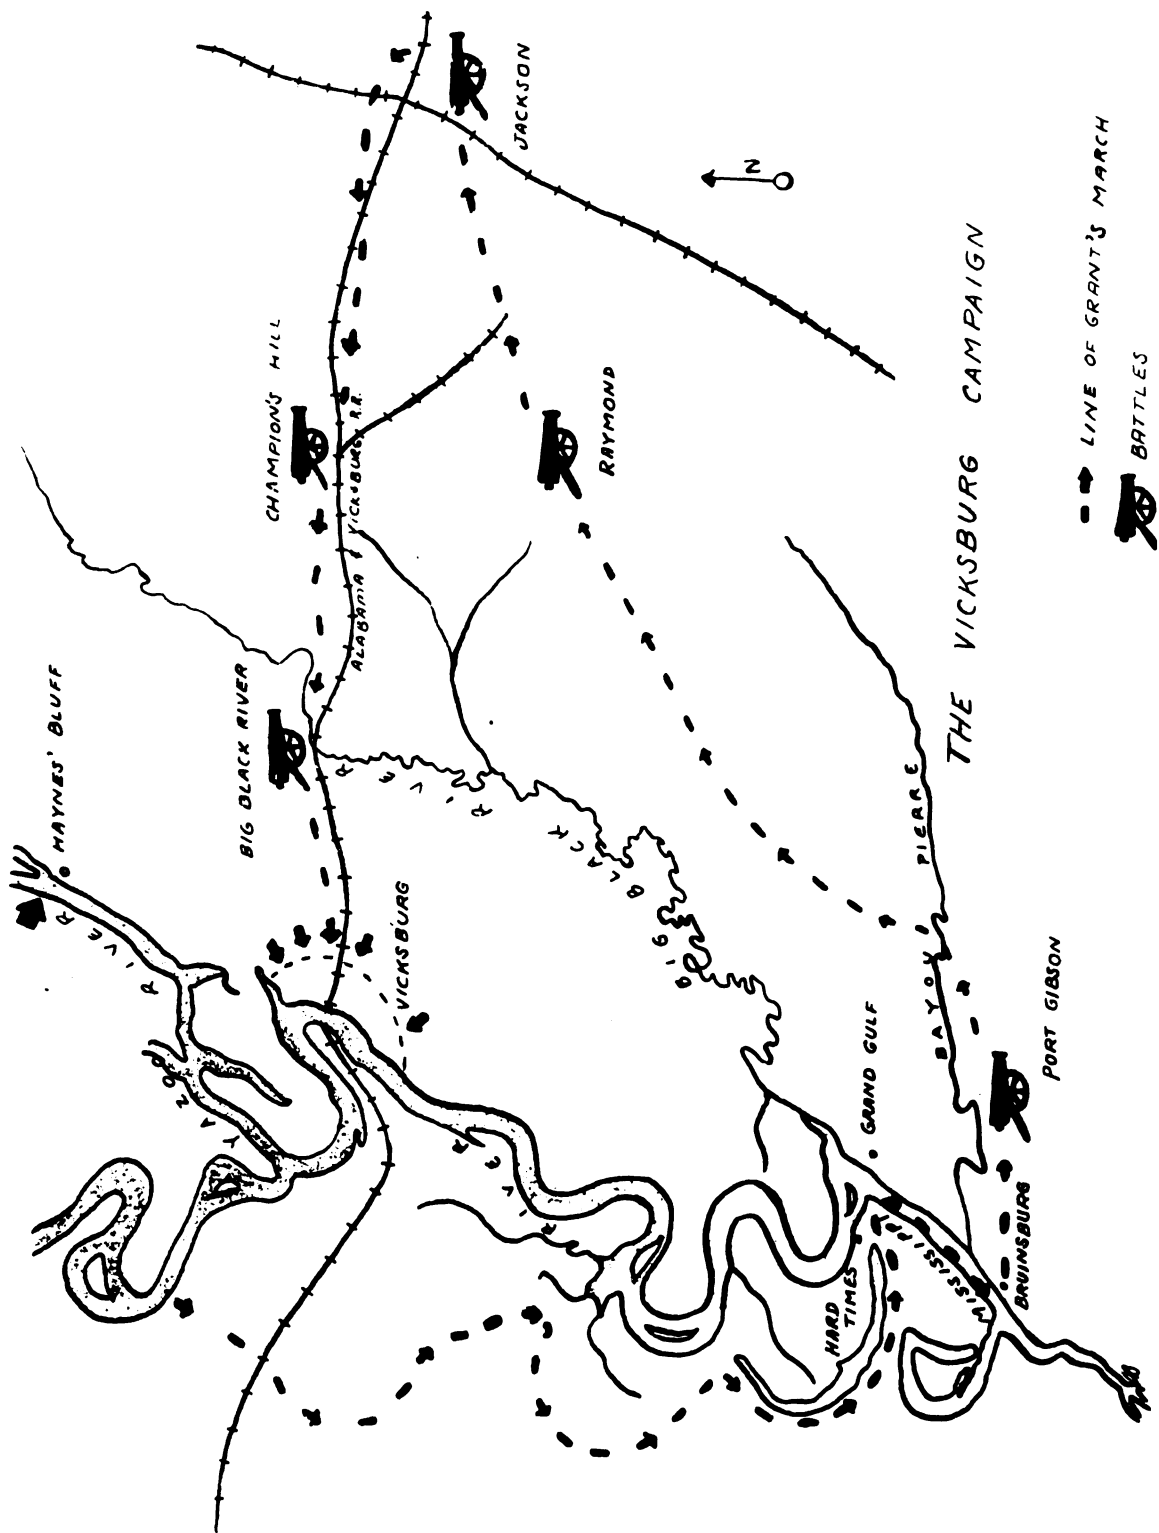 HAYNES' BLUFF
YAZOO RIVER
BIG BLACK RIVER
CHAMPION'S HILL
JACKSON
ALABAMA & VICKSBURG R.R.
VICKSBURG
RAYMOND
BIG BLACK RIVER
N
MISSISSIPPI RIVER
HARD
TIMES
GRAND GULF
BAYOU PIERRE
BRUINSBURG
PORT GIBSON
THE VICKSBURG CAMPAIGN
LINE OF GRANT'S MARCH
BATTLES